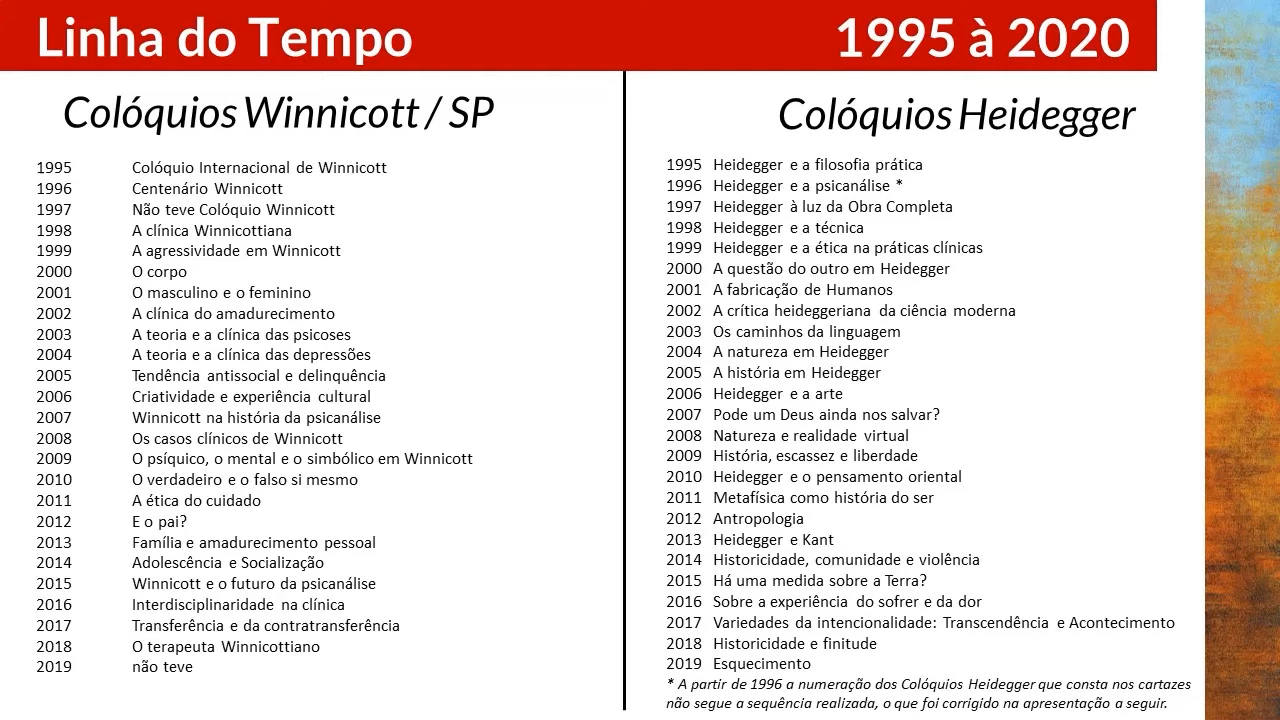 Linha do Tempo
1995 à 2020
Colóquios Winnicott / SP
1995 Colóquio Internacional de Winnicott
1996 Centenário Winnicott
1997 Não teve Colóquio Winnicott
1998 A clínica Winnicottiana
1999 A agressividade em Winnicott
2000 O corpo
2001 O masculino e o feminino
2002 A clínica do amadurecimento
2003 A teoria e a clínica das psicoses
2004 A teoria e a clínica das depressões
2005 Tendência antissocial e delinquência
2006 Criatividade e experiência cultural
2007 Winnicott na história da psicanálise
2008 Os casos clínicos de Winnicott
2009 O psíquico, o mental e o simbólico em Winnicott
2010 O verdadeiro e o falso si mesmo
2011 A ética do cuidado
2012 E o pai?
2013 Família e amadurecimento pessoal
2014 Adolescência e Socialização
2015 Winnicott e o futuro da psicanálise
2016 Interdisciplinaridade na clínica
2017 Transferência e da contratransferência
2018 O terapeuta Winnicottiano
2019 não teve
Colóquios Heidegger
1995 Heidegger e a filosofia prática
1996 Heidegger e a psicanálise *
1997 Heidegger à luz da Obra Completa
1998 Heidegger e a técnica
1999 Heidegger e a ética na práticas clínicas
2000 A questão do outro em Heidegger
2001 A fabricação de Humanos
2002 A crítica heideggeriana da ciência moderna
2003 Os caminhos da linguagem
2004 A natureza em Heidegger
2005 A história em Heidegger
2006 Heidegger e a arte
2007 Pode um Deus ainda nos salvar?
2008 Natureza e realidade virtual
2009 História, escassez e liberdade
2010 Heidegger e o pensamento oriental
2011 Metafísica como história do ser
2012 Antropologia
2013 Heidegger e Kant
2014 Historicidade, comunidade e violência
2015 Há uma medida sobre a Terra?
2016 Sobre a experiência do sofrer e da dor
2017 Variedades da intencionalidade: Transcendência e Acontecimento
2018 Historicidade e finitude
2019 Esquecimento
* A partir de 1996 a numeração dos Colóquios Heidegger que consta nos cartazes
não segue a sequência realizada, o que foi corrigido na apresentação a seguir.